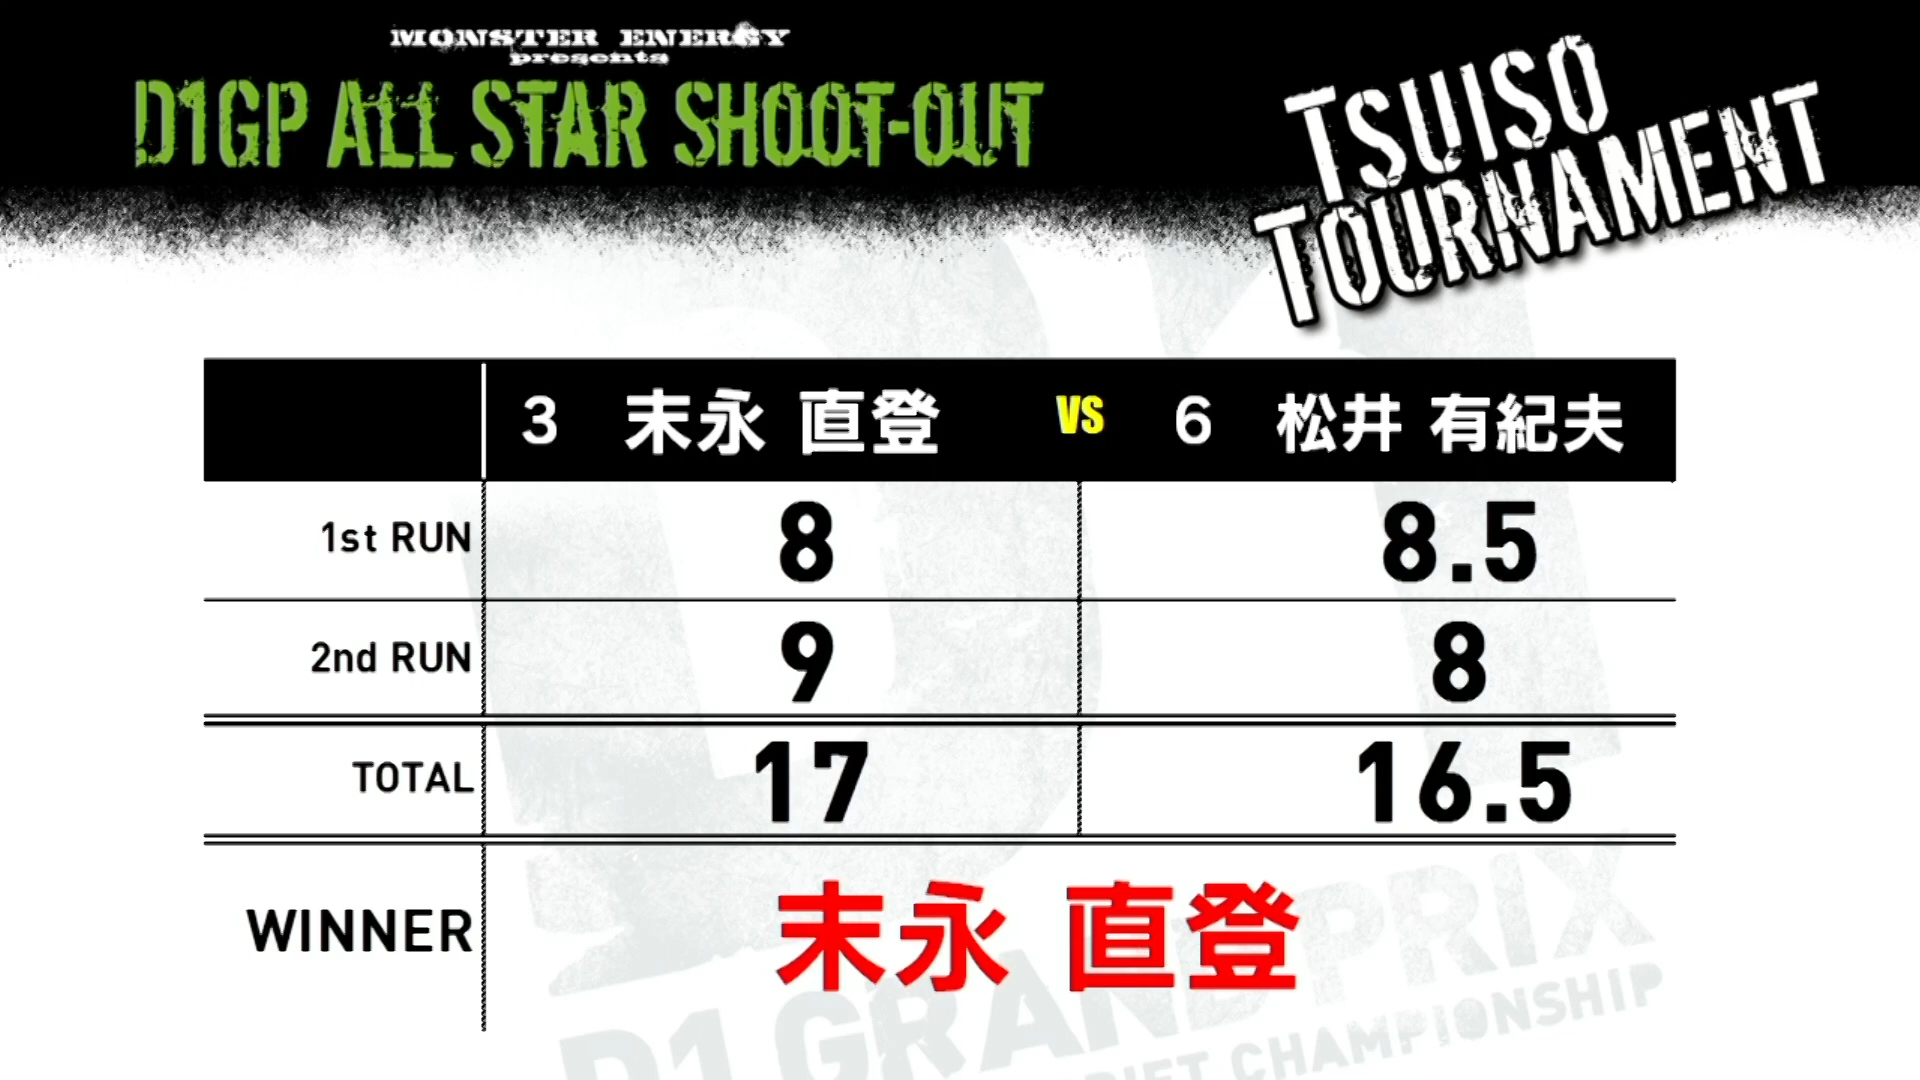 MONSTER ENERGY
presents
D1GP ALL STAR SHOOT-OUT
TSUISO
TOURNAMENT
3 末永 直登 VS 6 松井 有紀夫
1st RUN 8 8.5
2nd RUN 9 8
TOTAL 17 16.5
WINNER 末永 直登
D1 GRAND PRIX
CHAMPIONSHIP